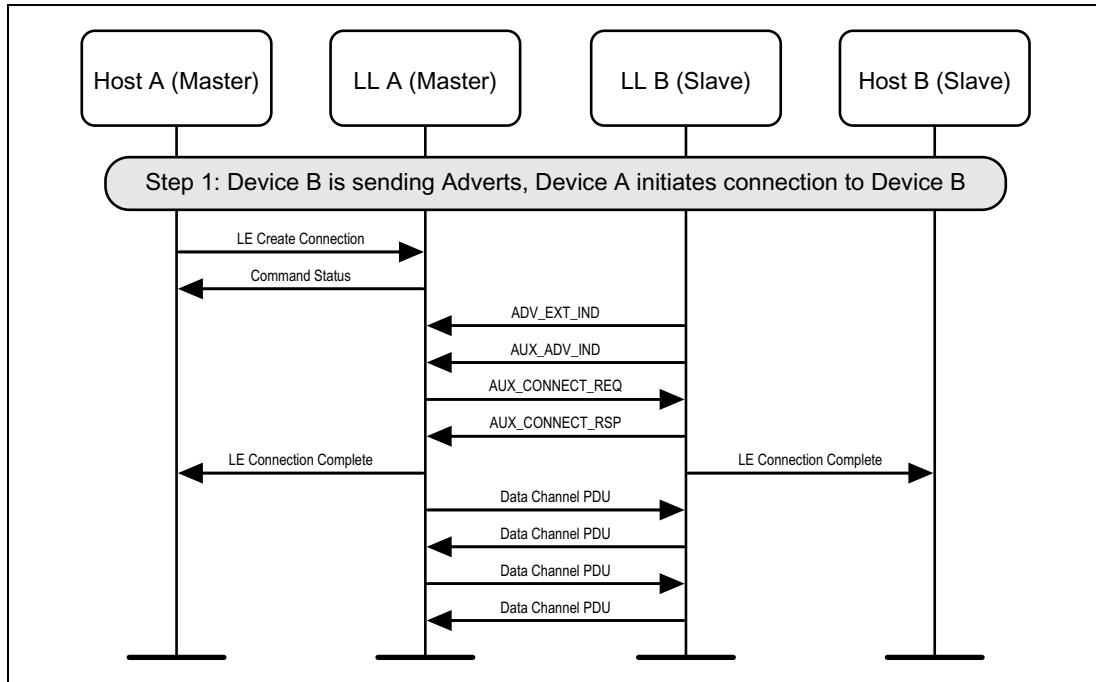 Host A (Master)
LL A (Master)
LL B (Slave)
Host B (Slave)
Step 1: Device B is sending Adverts, Device A initiates connection to Device B
LE Create Connection
Command Status
ADV_EXT_IND
AUX_ADV_IND
AUX_CONNECT_REQ
AUX_CONNECT_RSP
LE Connection Complete
LE Connection Complete
Data Channel PDU
Data Channel PDU
Data Channel PDU
Data Channel PDU